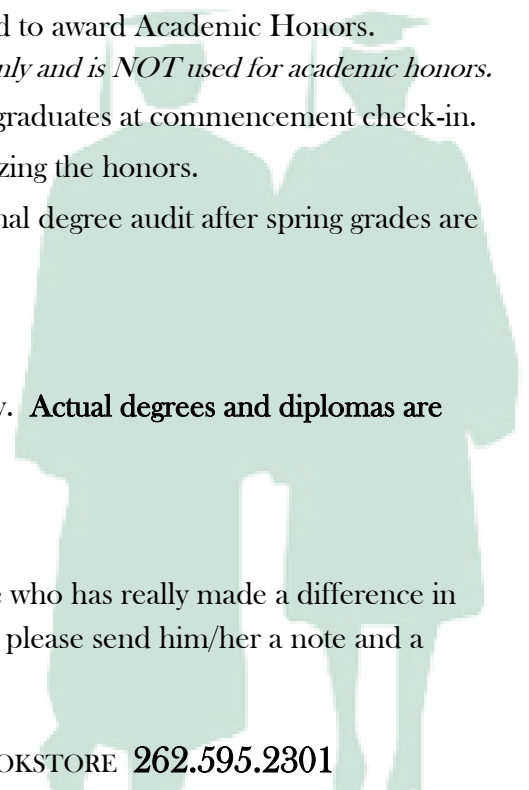 d to award Academic Honors.
nly and is NOT used for academic honors.
graduates at commencement check-in.
zing the honors.
nal degree audit after spring grades are
y. Actual degrees and diplomas are
e who has really made a difference in
please send him/her a note and a
OKSTORE 262.595.2301